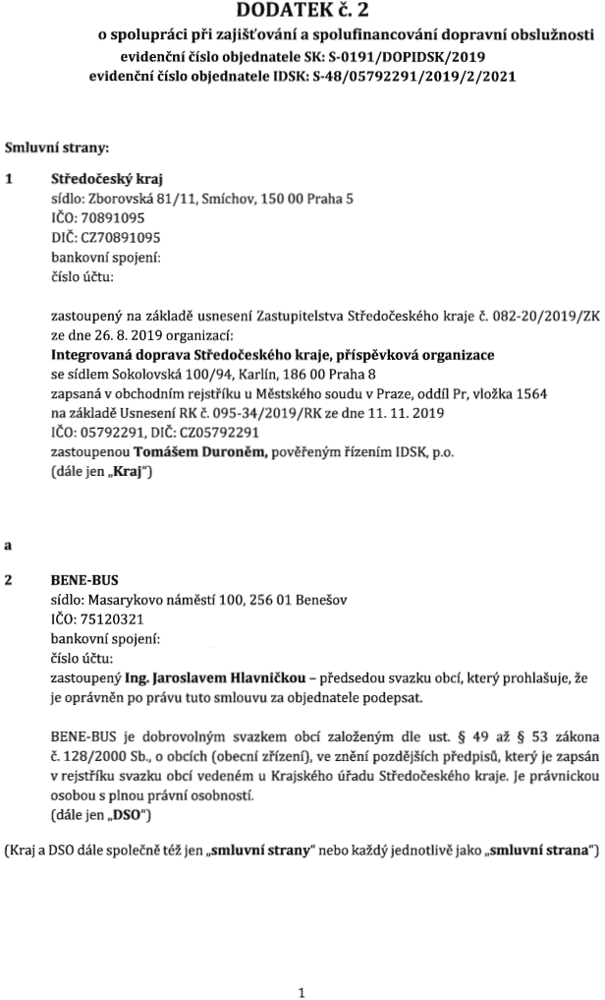 DODATEK č. 2
o spolupráci při zajišťování a spolufinancování dopravní obslužnosti
evidenční číslo objednatele SK: S-0191/DOPIDSK/2019
evidenční číslo objednatele IDSK: S-48/05792291/2019/2/2021
Smluvní strany:
1 Středočeský kraj
sídlo: Zborovská 81/11, Smíchov, 150 00 Praha 5
IČO: 70891095
DIČ: CZ70891095
bankovní spojení:
číslo účtu:
zastoupený na základě usnesení Zastupitelstva Středočeského kraje č. 082-20/2019/ZK
ze dne 26. 8. 2019 organizací:
Integrovaná doprava Středočeského kraje, příspěvková organizace
se sídlem Sokolovská 100/94, Karlín, 186 00 Praha 8
zapsaná v obchodním rejstříku u Městského soudu v Praze, oddíl Pr, vložka 1564
na základě Usnesení RK č. 095-34/2019/RK ze dne 11. 11. 2019
IČO: 05792291, DIČ: CZ05792291
zastoupenou Tomášem Duroněm, pověřeným řízením IDSK, p.o.
(dále jen „Kraj“)
a
2 BENE-BUS
sídlo: Masarykovo náměstí 100, 256 01 Benešov
IČO: 75120321
bankovní spojení:
číslo účtu:
zastoupený Ing. Jaroslavem Hlavničkou – předsedou svazku obcí, který prohlašuje, že
je oprávněn po právu tuto smlouvu za objednatele podepsat.
BENE-BUS je dobrovolným svazkem obcí založeným dle ust. § 49 až § 53 zákona
č. 128/2000 Sb., o obcích (obecní zřízení), ve znění pozdějších předpisů, který je zapsán
v rejstříku svazku obcí vedeném u Krajského úřadu Středočeského kraje. Je právnickou
osobou s plnou právní osobností.
(dále jen „DSO“)
(Kraj a DSO dále společně též jen „smluvní strany“ nebo každý jednotlivě jako „smluvní strana“)
1